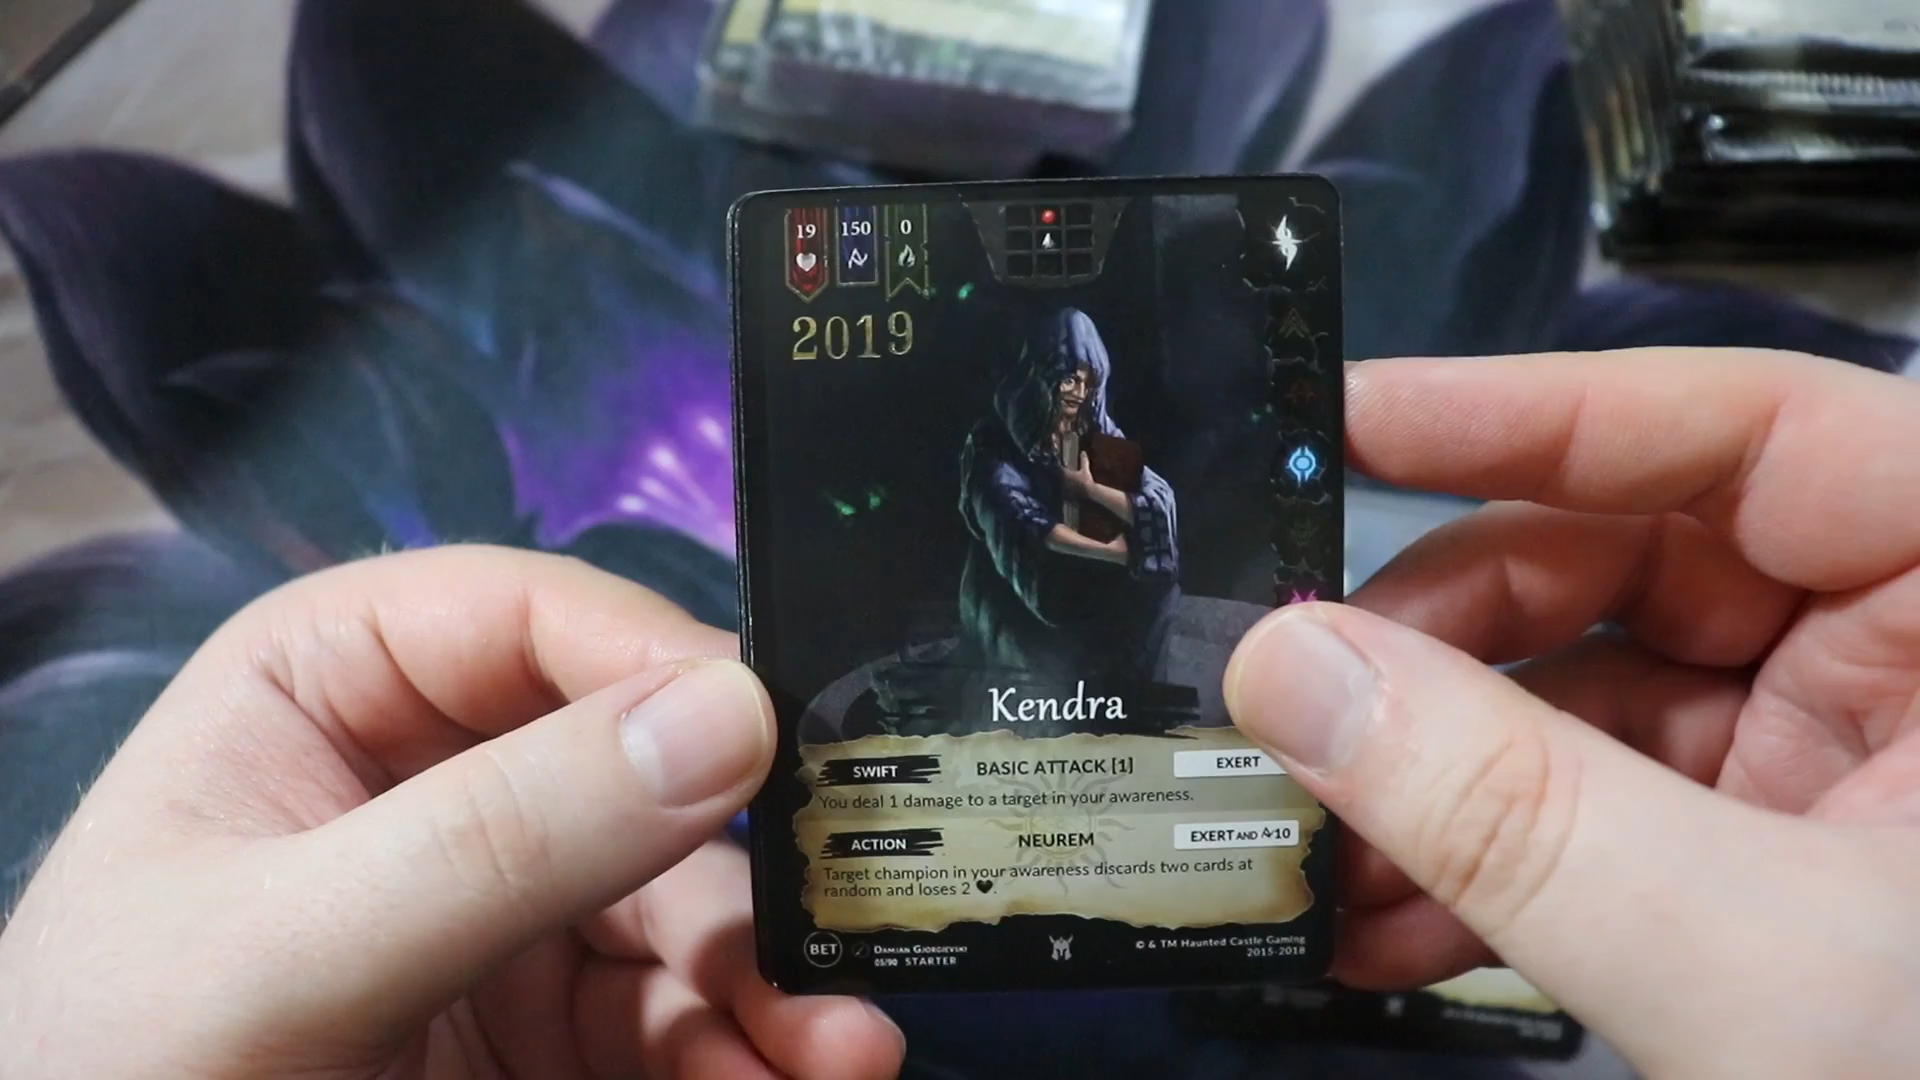 19 150 0
2019
Kendra
SWIFT BASIC ATTACK [1] EXERT
You deal 1 damage to a target in your awareness.
ACTION NEUREM EXERT AND 10
Target champion in your awareness discards two cards at
random and loses 2 ♥.
BET DAMJAN GJORGIEVSKI © & TM Haunted Castle Gaming
05/90 STARTER 2015-2018